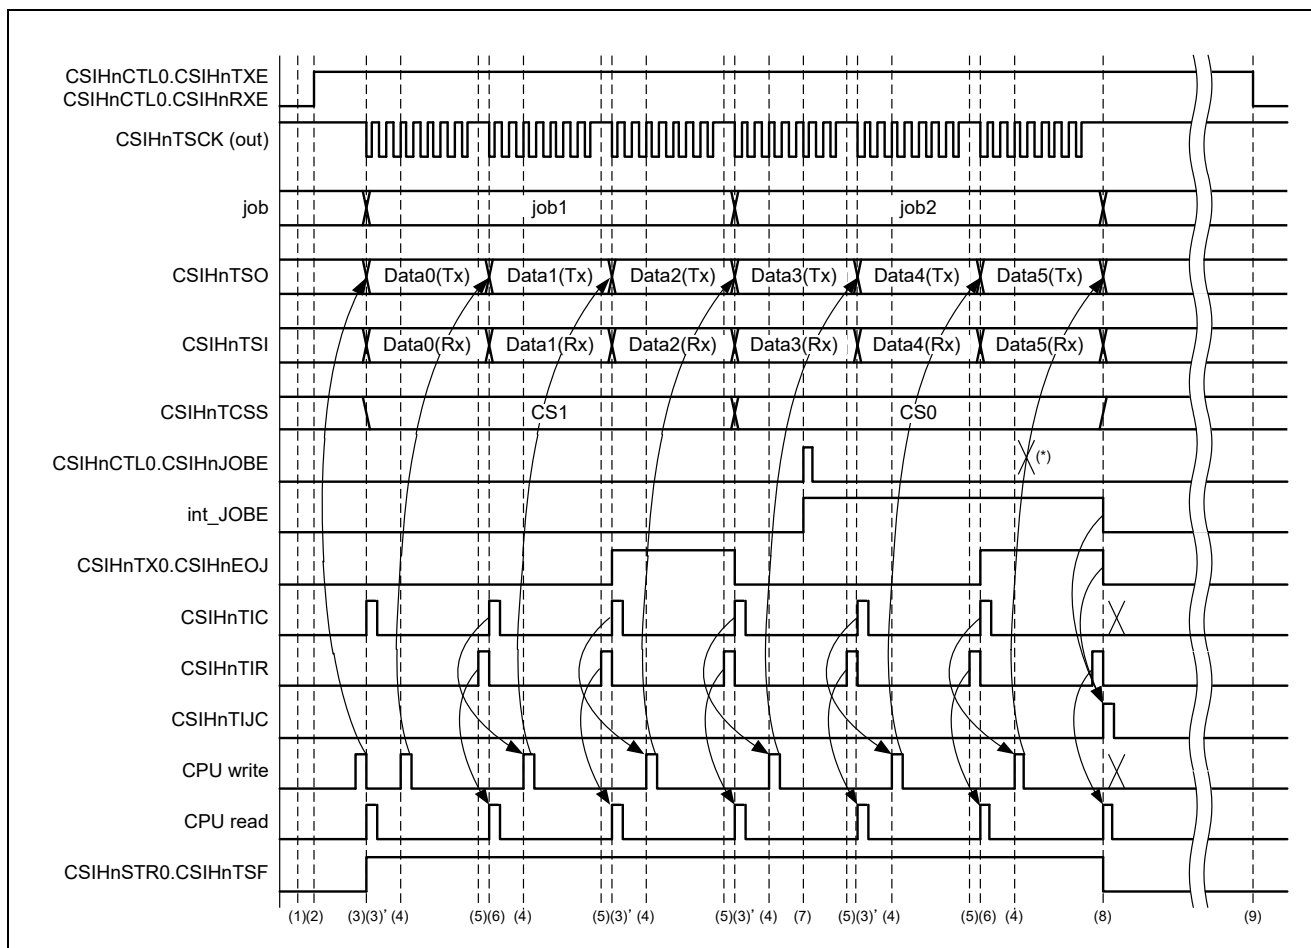 CSIHnCTL0.CSIHnTXE
CSIHnCTL0.CSIHnRXE
CSIHnTSCK (out)
job job1 job2
CSIHnTSO Data0(Tx) Data1(Tx) Data2(Tx) Data3(Tx) Data4(Tx) Data5(Tx)
CSIHnTSI Data0(Rx) Data1(Rx) Data2(Rx) Data3(Rx) Data4(Rx) Data5(Rx)
CSIHnTCSS CS1 CS0
CSIHnCTL0.CSIHnJOBE (*)
int_JOBE
CSIHnTX0.CSIHnEOJ
CSIHnTIC
CSIHnTIR
CSIHnTIJC
CPU write
CPU read
CSIHnSTR0.CSIHnTSF
(1)(2) (3)(3)' (4) (5)(6) (4) (5)(3)' (4) (5)(3)' (4) (7) (5)(3)' (4) (5)(6) (4) (8) (9)